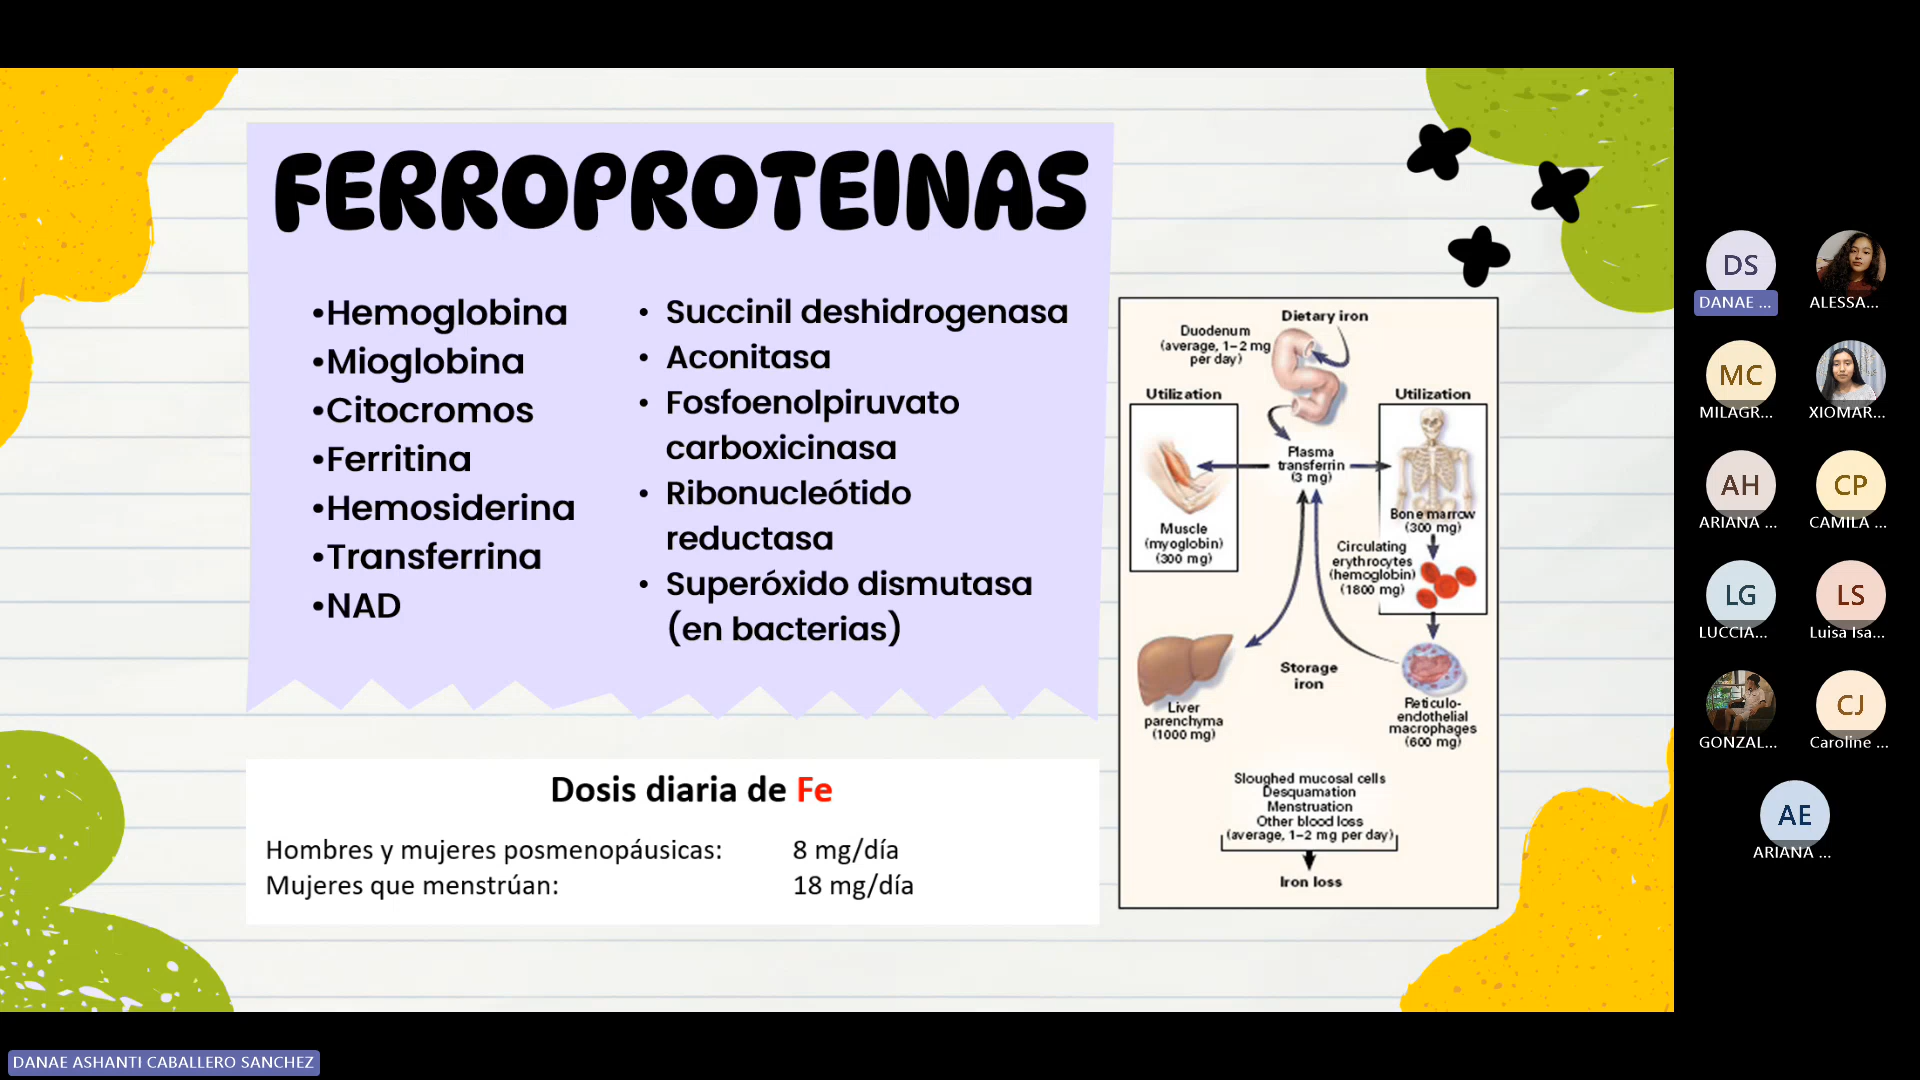 FERROPROTEINAS
•Hemoglobina
•Mioglobina
•Citocromos
•Ferritina
•Hemosiderina
•Transferrina
•NAD
• Succinil deshidrogenasa
• Aconitasa
• Fosfoenolpiruvato
carboxicinasa
• Ribonucleótido
reductasa
• Superóxido dismutasa
(en bacterias)
Dosis diaria de Fe
Hombres y mujeres posmenopáusicas: 8 mg/día
Mujeres que menstrúan: 18 mg/día
Dietary iron
Duodenum
(average, 1–2 mg
per day)
Utilization
Utilization
Plasma
transferrin
(3 mg)
Muscle
(myoglobin)
(300 mg)
Bone marrow
(300 mg)
Circulating
erythrocytes
(hemoglobin)
(1800 mg)
Storage
iron
Liver
parenchyma
(1000 mg)
Reticulo-
endothelial
macrophages
(600 mg)
Sloughed mucosal cells
Desquamation
Menstruation
Other blood loss
(average, 1–2 mg per day)
Iron loss
DS
DANAE ...
ALESSA...
MC
MILAGR...
XIOMAR...
AH
ARIANA ...
CP
CAMILA ...
LG
LUCCIA...
LS
Luisa Isa...
GONZAL...
CJ
Caroline ...
AE
ARIANA ...
DANAE ASHANTI CABALLERO SANCHEZ